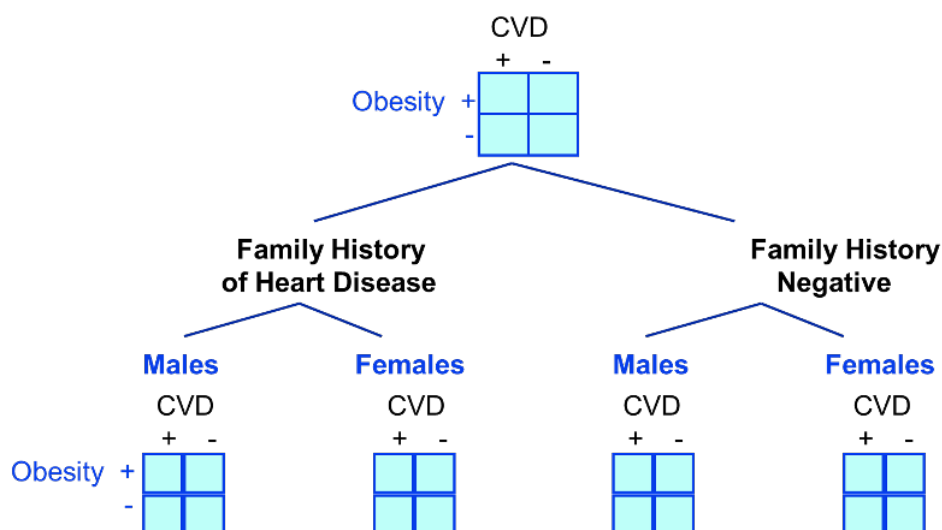 CVD
+ -
Obesity +
-
Family History
of Heart Disease
Family History
Negative
Males Females Males Females
CVD CVD CVD CVD
+ - + - + - + -
Obesity +
-